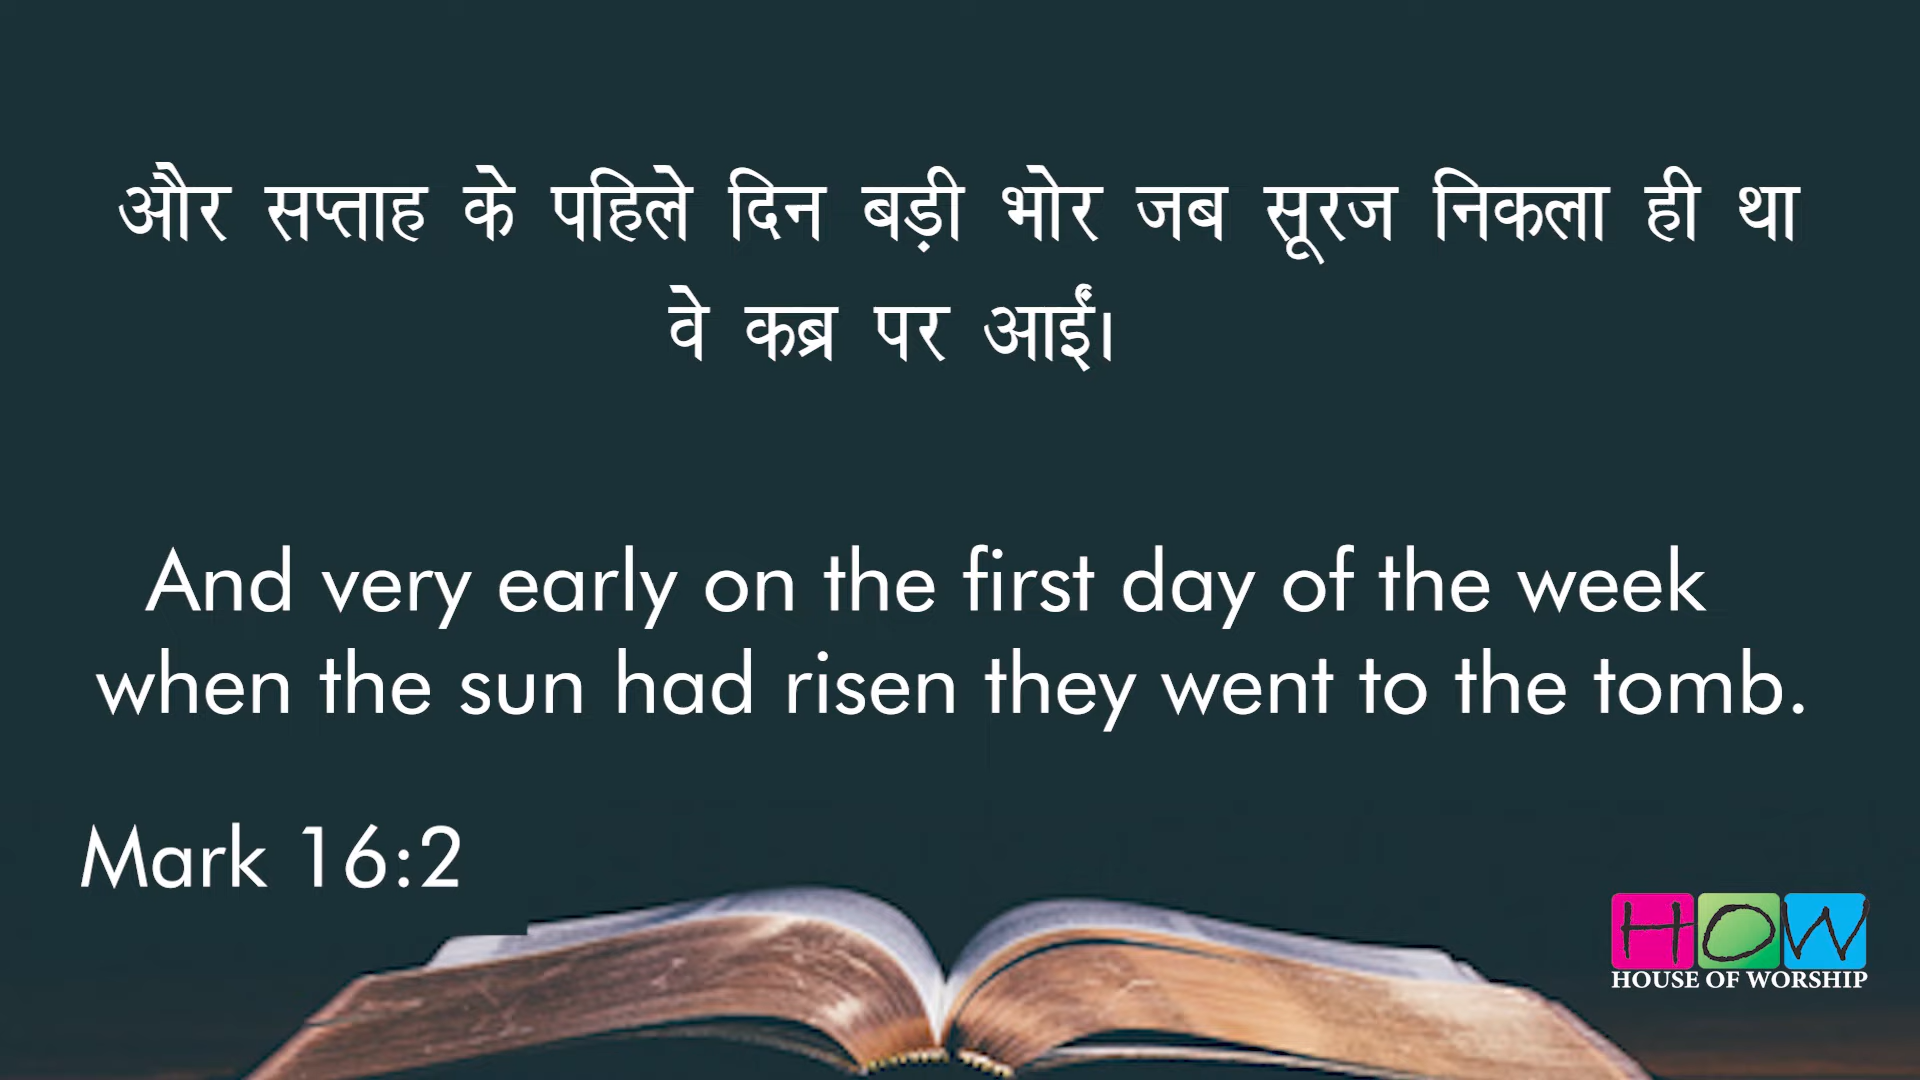 और सप्ताह के पहिले दिन बड़ी भोर जब सूरज निकला ही था
वे कब्र पर आईं।
And very early on the first day of the week
when the sun had risen they went to the tomb.
Mark 16:2
HOW
HOUSE OF WORSHIP